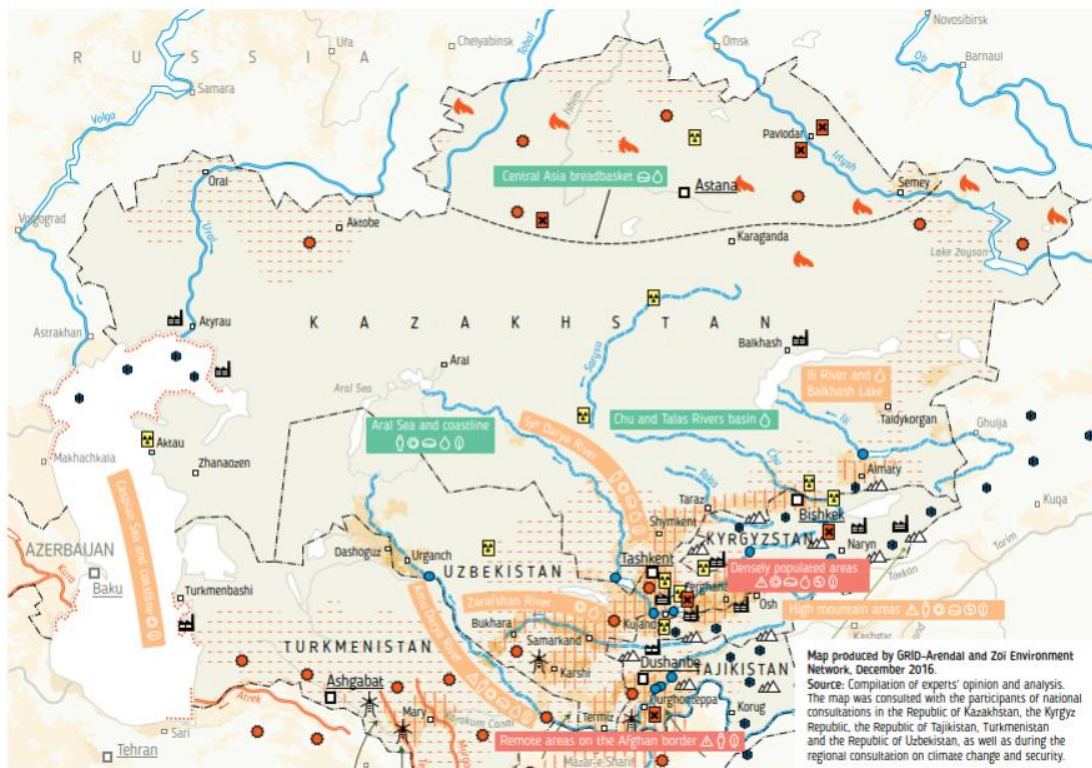 Novosibirsk
Omsk
Chelyabinsk
Ufa
R U S S I A
Tobol
Ishim
Ob
Barnaul
Samara
Volga
Pavlodar
Irtysh
Central Asia breadbasket
Astana
Semey
Oral
Volgograd
Aktobe
Ural
Karaganda
Lake Zaysan
Astrakhan
Atyrau
K A Z A K H S T A N
Sarysu
Balkhash
Aral
Aral Sea
Ili River and
Balkhash Lake
Aral Sea and coastline
Syr Darya River
Chu and Talas Rivers basin
Ili
Taldykorgan
Ghulja
Aktau
Makhachkala
Zhanaozen
Chu
Talas
Almaty
Caspian Sea and coastline
Taraz
Bishkek
Kuqa
Shymkent
KYRGYZSTAN
Naryn
Tarim
AZERBAIJAN
Dashoguz
Urganch
UZBEKISTAN
Tashkent
Toxkan
Kura
Baku
Densely populated areas
Turkmenbashi
Amu Darya River
Zarafshan River
Osh
Kujand
High mountain areas
Bukhara
Samarkand
Kashgar
TURKMENISTAN
Dushanbe
TAJIKISTAN
Ashgabat
Karshi
Atrek
Mary
Karakum Canal
Termiz
Korug
Sari
Tehran
Remote areas on the Afghan border
Mazar-e Sharif
Map produced by GRID-Arendal and Zoï Environment
Network, December 2016.
Source: Compilation of experts' opinion and analysis.
The map was consulted with the participants of national
consultations in the Republic of Kazakhstan, the Kyrgyz
Republic, the Republic of Tajikistan, Turkmenistan
and the Republic of Uzbekistan, as well as during the
regional consultation on climate change and security.